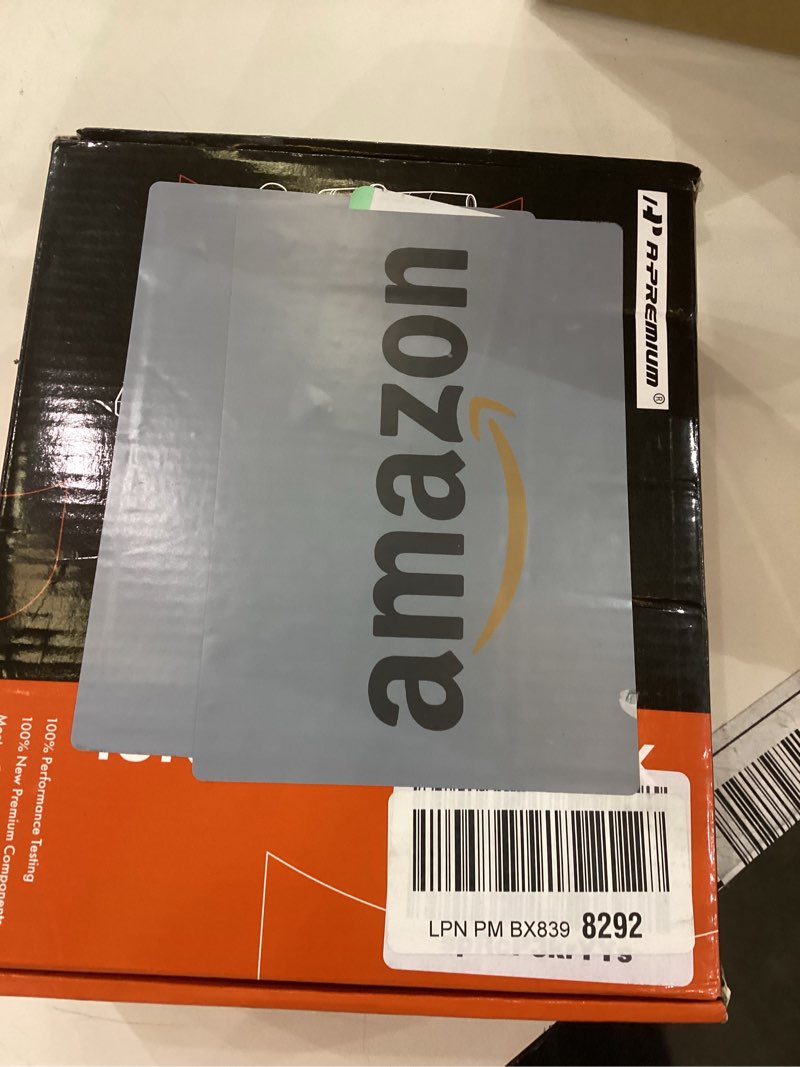 A-PREMIUM®
amazon
100% Performance Testing
100% New Premium Components
LPN PM BX839 8292